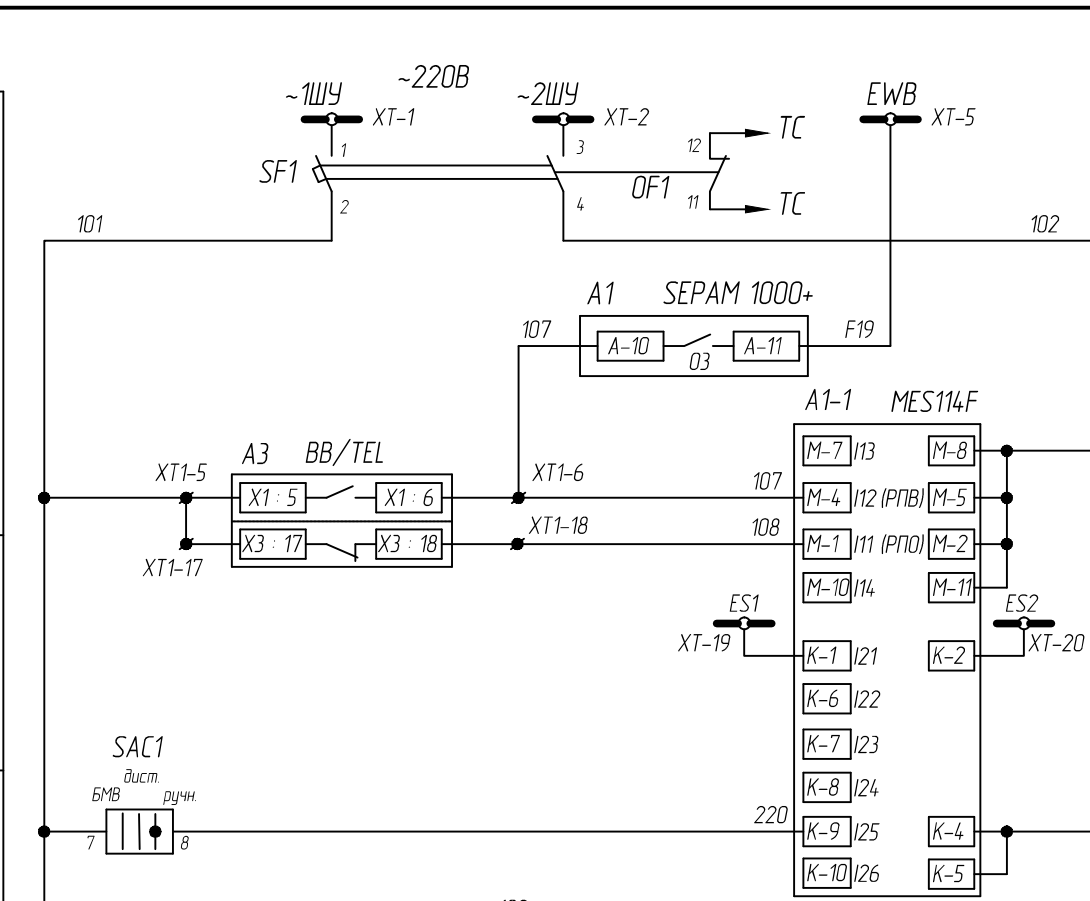 ~220В
~1ШУ
XT-1
~2ШУ
XT-2
EWB
XT-5
SF1
1
2
3
4
OF1
12
11
TC
TC
101
102
A1 SEPAM 1000+
107
A-10
O3
A-11
F19
A1-1 MES114F
A3 BB/TEL
XT1-5
XT1-6
X1 : 5
X1 : 6
107
XT1-18
X3 : 17
X3 : 18
108
XT1-17
M-7 I13 M-8
M-4 I12 (РПВ) M-5
M-1 I11 (РПО) M-2
M-10 I14 M-11
ES1
XT-19
ES2
XT-20
K-1 I21 K-2
K-6 I22
K-7 I23
K-8 I24
K-9 I25 K-4
K-10 I26 K-5
SAC1
дист.
БМВ
ручн.
7
8
220